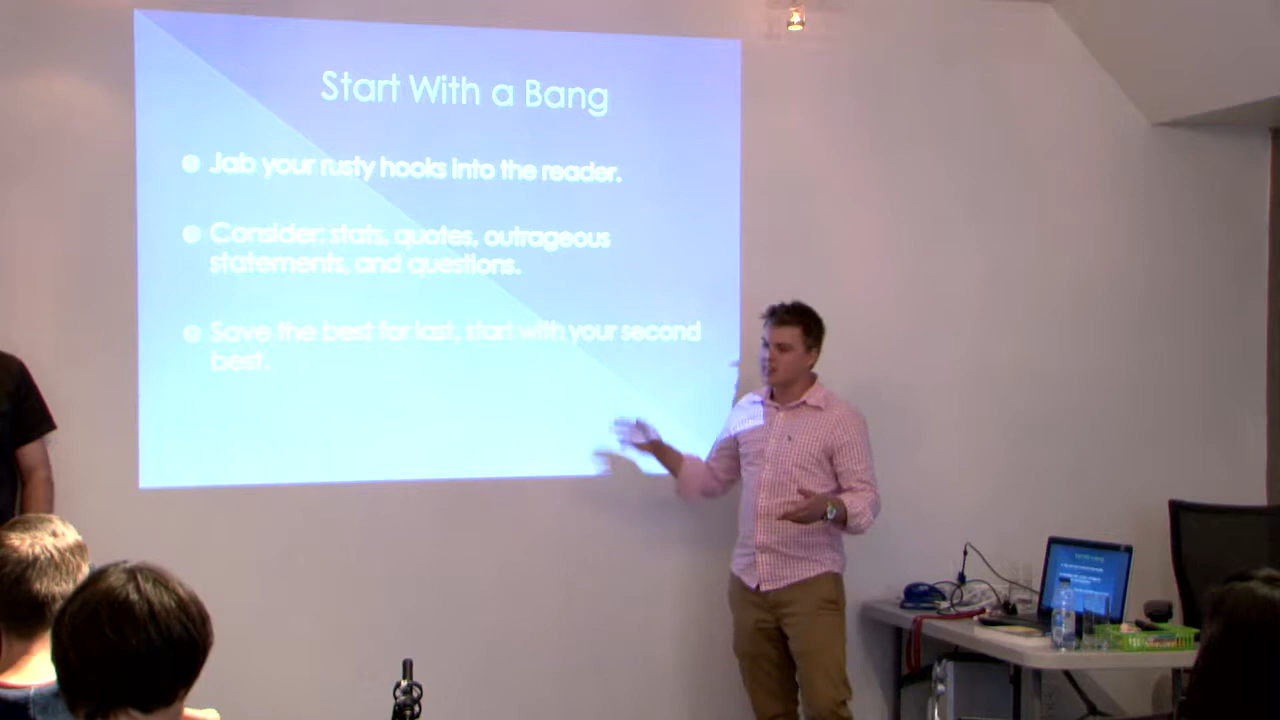 Start With a Bang
Jab your rusty hooks into the reader.
Consider: stats, quotes, outrageous
statements, and questions.
Save the best for last, start with your second
best.